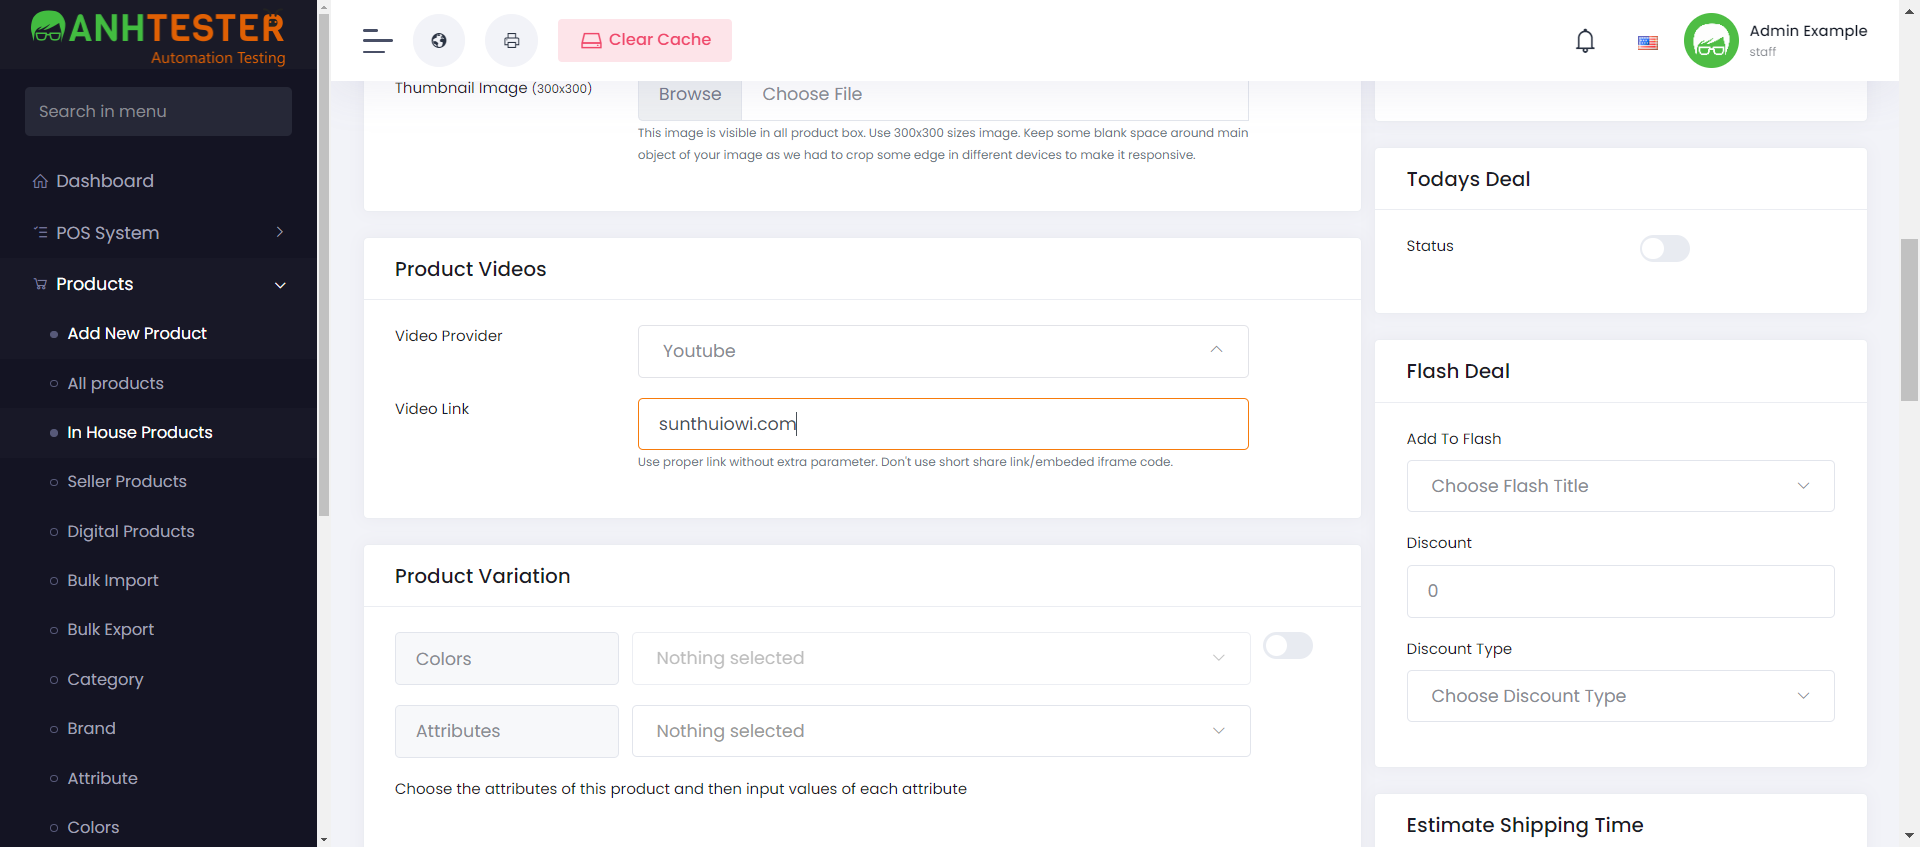 ANHTESTER
Automation Testing
Search in menu
Dashboard
POS System
Products
Add New Product
All products
In House Products
Seller Products
Digital Products
Bulk Import
Bulk Export
Category
Brand
Attribute
Colors
Clear Cache
Admin Example
staff
Thumbnail Image (300x300)
Browse
Choose File
This image is visible in all product box. Use 300x300 sizes image. Keep some blank space around main
object of your image as we had to crop some edge in different devices to make it responsive.
Product Videos
Video Provider
Youtube
Video Link
sunthuiowi.com
Use proper link without extra parameter. Don't use short share link/embeded iframe code.
Product Variation
Colors
Nothing selected
Attributes
Nothing selected
Choose the attributes of this product and then input values of each attribute
Todays Deal
Status
Flash Deal
Add To Flash
Choose Flash Title
Discount
0
Discount Type
Choose Discount Type
Estimate Shipping Time